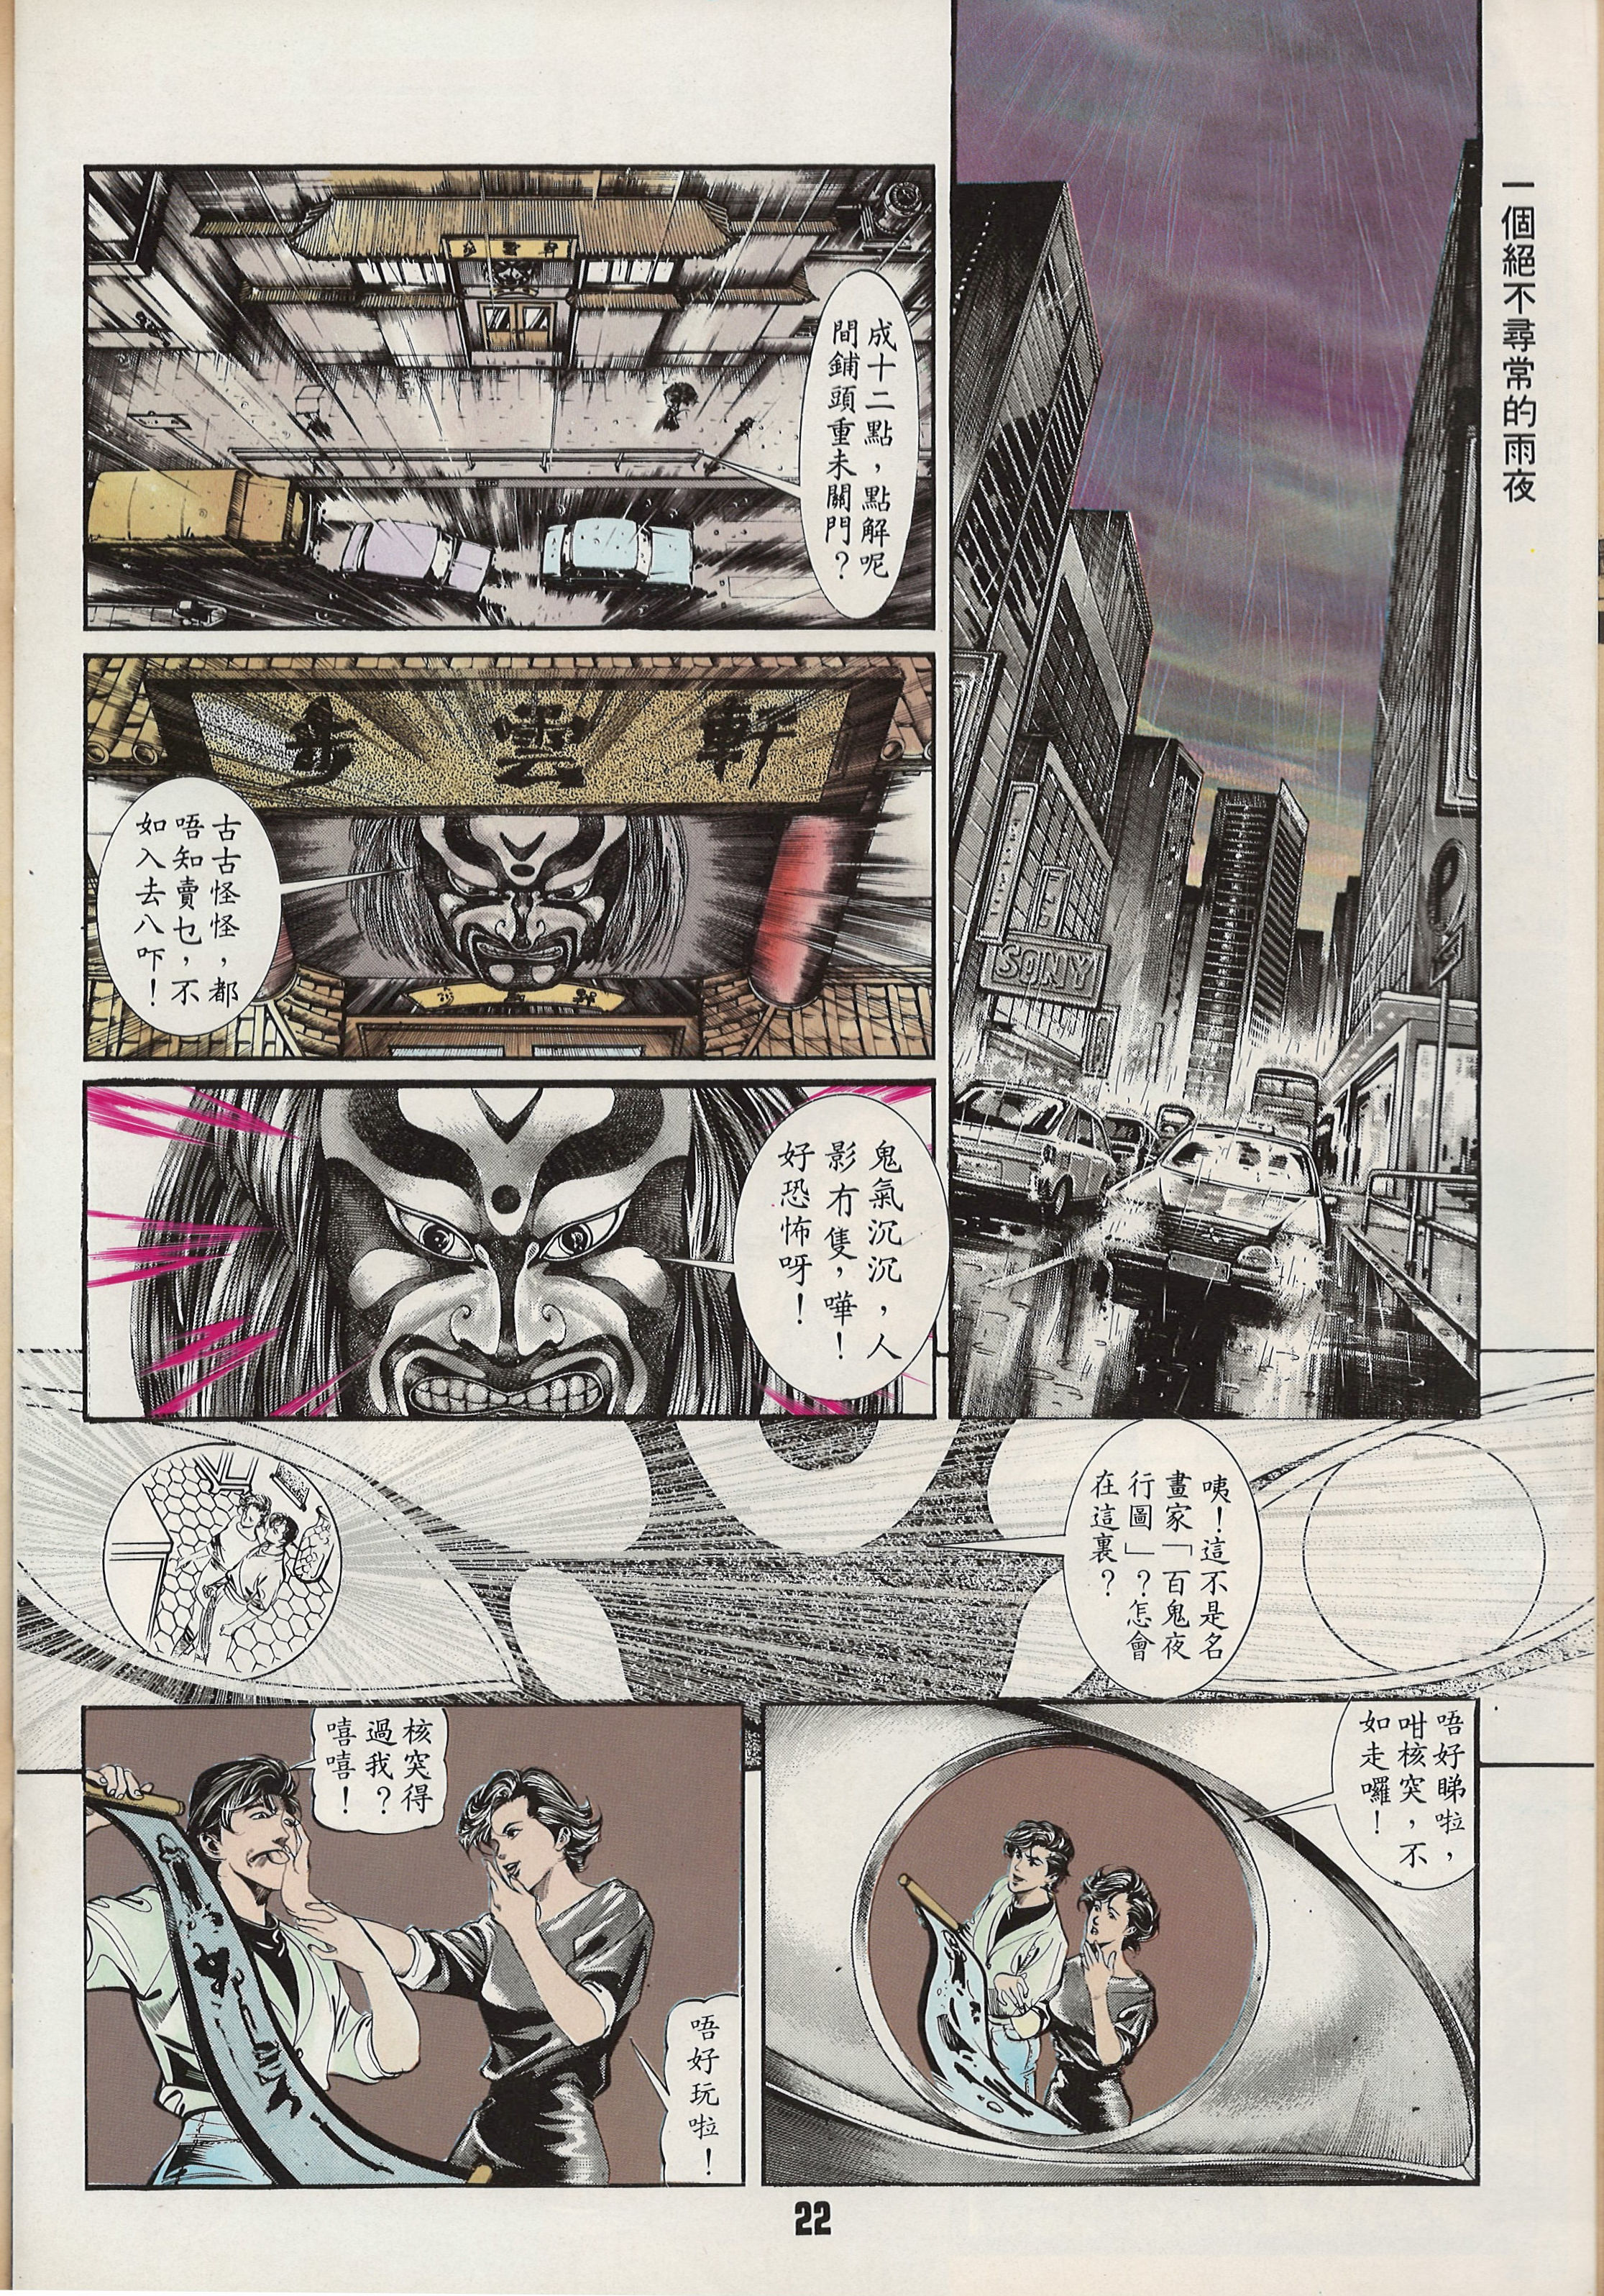 一個絕不尋常的雨夜
SONY
成十二點，點解呢
間鋪頭重未關門？
軒雲步
古古怪怪，都
唔知賣乜，不
如入去八吓！
鬼氣沉沉，人
影冇隻，嘩！
好恐怖呀！
咦！這不是名
畫家「百鬼夜
行圖」？怎會
在這裏？
唔好睇啦，
咁核突，不
如走囉！
核突得
過我？
嘻嘻！
唔好玩啦！
22